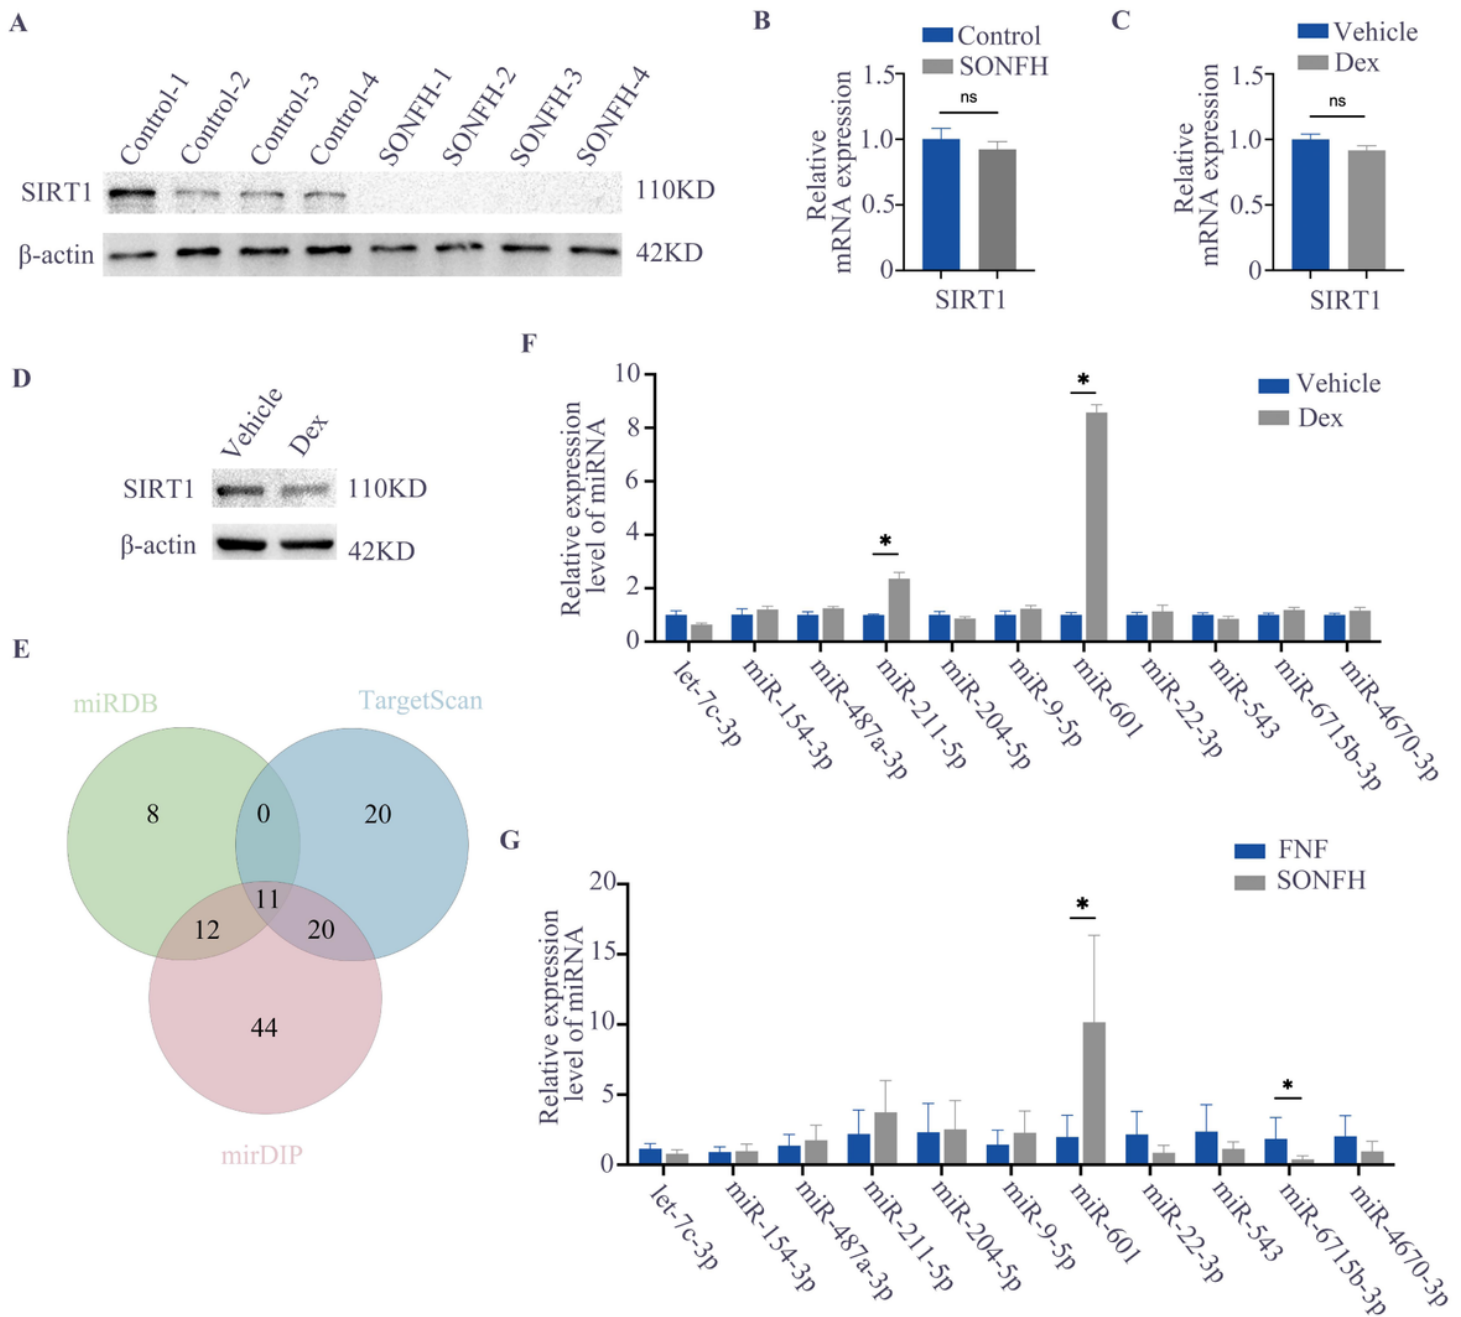 A
Control-1
Control-2
Control-3
Control-4
SONFH-1
SONFH-2
SONFH-3
SONFH-4
SIRT1
110KD
β-actin
42KD
B
Control
SONFH
Relative
mRNA expression
1.5
1.0
0.5
0
ns
SIRT1
C
Vehicle
Dex
Relative
mRNA expression
1.5
1.0
0.5
0
ns
SIRT1
D
Vehicle
Dex
SIRT1
110KD
β-actin
42KD
E
miRDB
TargetScan
8
0
20
11
12
20
44
mirDIP
F
Vehicle
Dex
Relative expression
level of miRNA
10
8
6
4
2
0
*
*
let-7c-3p
miR-154-3p
miR-487a-3p
miR-211-5p
miR-204-5p
miR-9-5p
miR-601
miR-22-3p
miR-543
miR-6715b-3p
miR-4670-3p
G
FNF
SONFH
Relative expression
level of miRNA
20
15
10
5
0
*
*
let-7c-3p
miR-154-3p
miR-487a-3p
miR-211-5p
miR-204-5p
miR-9-5p
miR-601
miR-22-3p
miR-543
miR-6715b-3p
miR-4670-3p